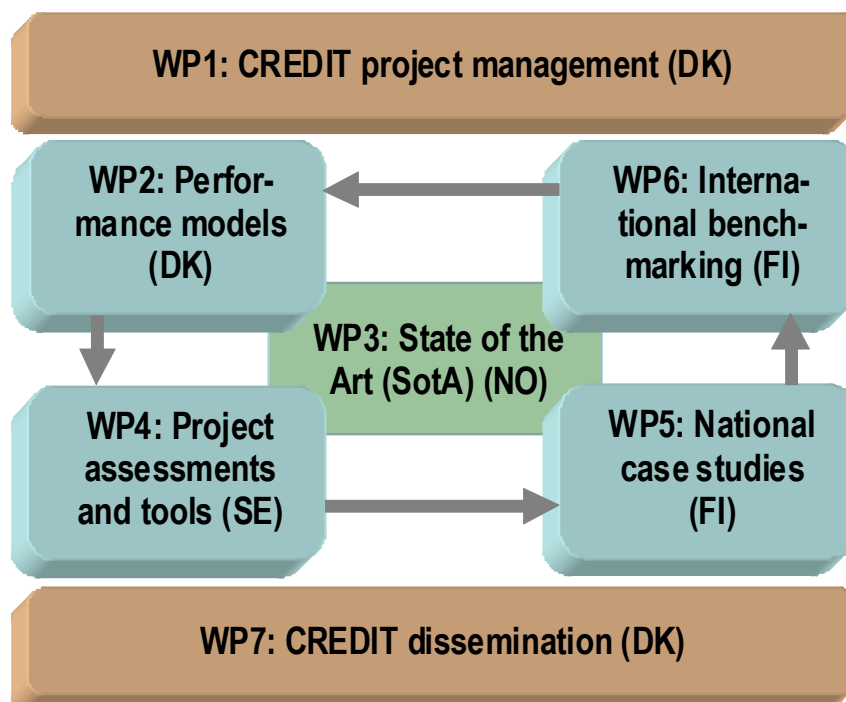 WP1: CREDIT project management (DK)
WP2: Perfor-
mance models
(DK)
WP6: Interna-
tional bench-
marking (FI)
WP3: State of the
Art (SotA) (NO)
WP4: Project
assessments
and tools (SE)
WP5: National
case studies
(FI)
WP7: CREDIT dissemination (DK)